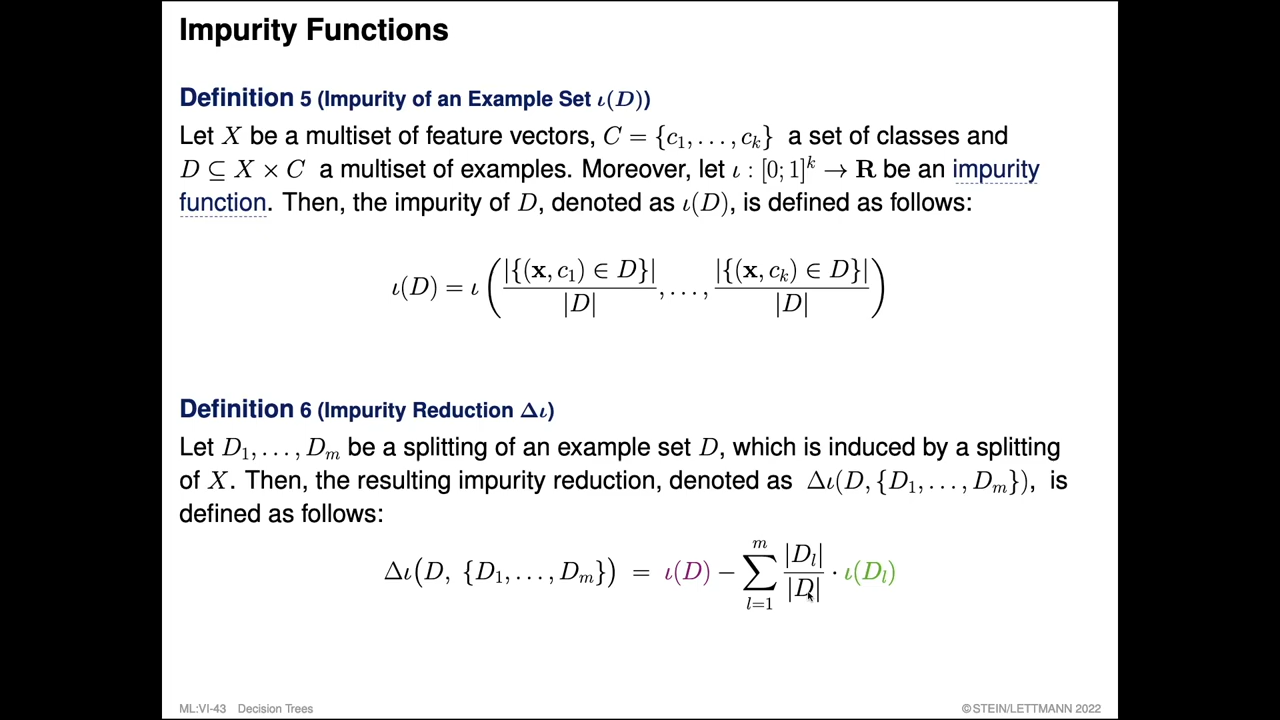 Impurity Functions
Definition 5 (Impurity of an Example Set ι(D))
Let X be a multiset of feature vectors, C = {c₁, . . . , cₖ} a set of classes and
D ⊆ X × C a multiset of examples. Moreover, let ι : [0; 1]ᵏ → R be an impurity
function. Then, the impurity of D, denoted as ι(D), is defined as follows:
ι(D) = ι ( |{(x, c₁) ∈ D}| / |D| , . . . , |{(x, cₖ) ∈ D}| / |D| )
Definition 6 (Impurity Reduction Δι)
Let D₁, . . . , Dₘ be a splitting of an example set D, which is induced by a splitting
of X. Then, the resulting impurity reduction, denoted as Δι(D, {D₁, . . . , Dₘ}), is
defined as follows:
Δι(D, {D₁, . . . , Dₘ}) = ι(D) − ∑_{l=1}^{m} |D_l| / |D| · ι(D_l)
ML:VI-43 Decision Trees ©STEIN/LETTMANN 2022